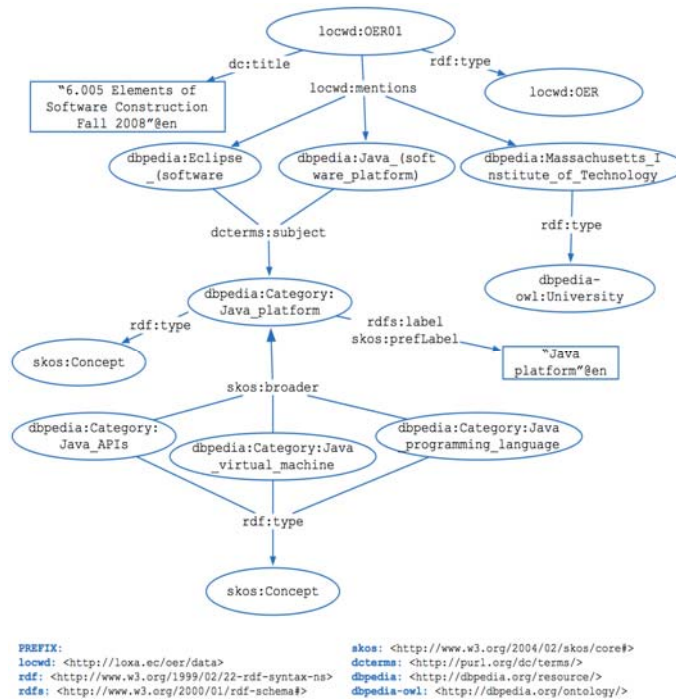 locwd:OER01
dc:title
rdf:type
locwd:mentions
“6.005 Elements of
Software Construction
Fall 2008”@en
locwd:OER
dbpedia:Eclipse
_(software
dbpedia:Java_(soft
ware_platform)
dbpedia:Massachusetts_I
nstitute_of_Technology
dcterms:subject
rdf:type
dbpedia-
owl:University
dbpedia:Category:
Java_platform
rdf:type
rdfs:label
skos:prefLabel
skos:Concept
“Java
platform”@en
skos:broader
dbpedia:Category:
Java_APIs
dbpedia:Category:Java
_virtual_machine
dbpedia:Category:Java
_programming_language
rdf:type
skos:Concept
PREFIX:
locwd: <http://loxa.ec/oer/data>
rdf: <http://www.w3.org/1999/02/22-rdf-syntax-ns>
rdfs: <http://www.w3.org/2000/01/rdf-schema#>
skos: <http://www.w3.org/2004/02/skos/core#>
dcterms: <http://purl.org/dc/terms/>
dbpedia: <http://dbpedia.org/resource/>
dbpedia-owl: <http://dbpedia.org/ontology/>